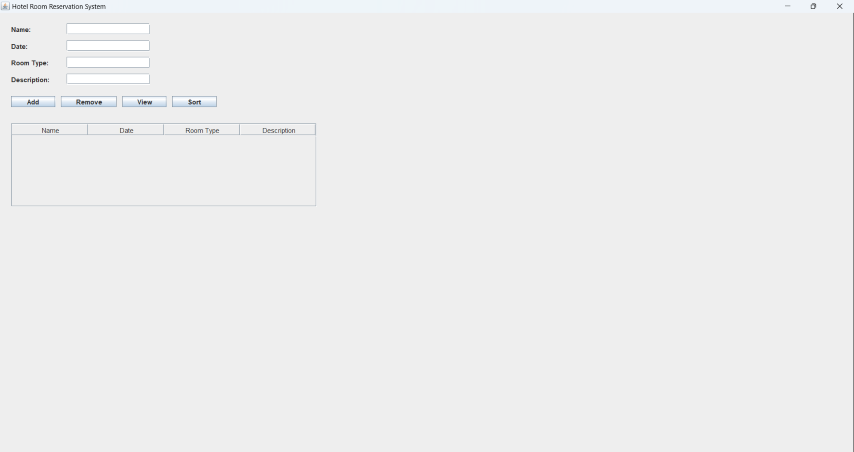 Hotel Room Reservation System
Name:
Date:
Room Type:
Description:
Add Remove View Sort
Name Date Room Type Description